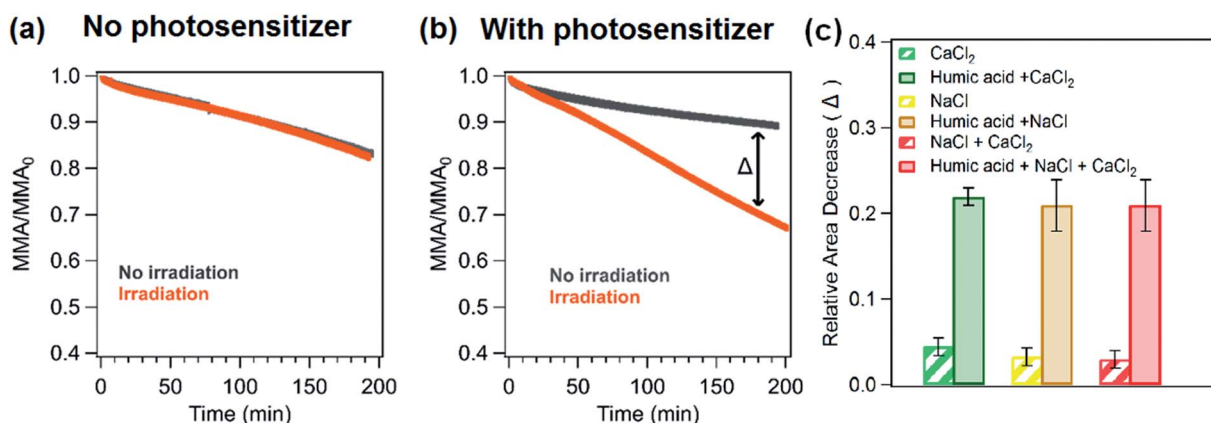 (a) No photosensitizer
MMA/MMA₀
1.0
0.9
0.8
0.7
0.6
0.5
0.4
No irradiation
Irradiation
0 50 100 150 200
Time (min)
(b) With photosensitizer
MMA/MMA₀
1.0
0.9
0.8
0.7
0.6
0.5
0.4
Δ
No irradiation
Irradiation
0 50 100 150 200
Time (min)
(c)
Relative Area Decrease (Δ)
0.4
0.3
0.2
0.1
0.0
CaCl₂
Humic acid +CaCl₂
NaCl
Humic acid +NaCl
NaCl + CaCl₂
Humic acid + NaCl + CaCl₂